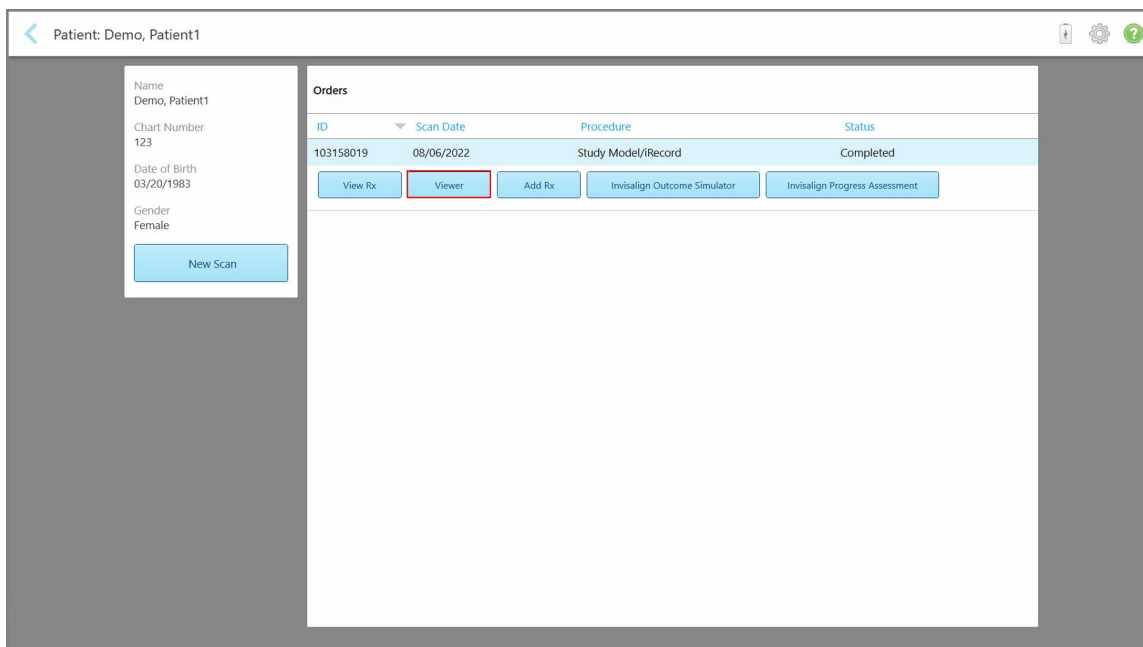 Patient: Demo, Patient1
?
Name
Demo, Patient1
Chart Number
123
Date of Birth
03/20/1983
Gender
Female
New Scan
Orders
ID Scan Date Procedure Status
103158019 08/06/2022 Study Model/iRecord Completed
View Rx Viewer Add Rx Invisalign Outcome Simulator Invisalign Progress Assessment